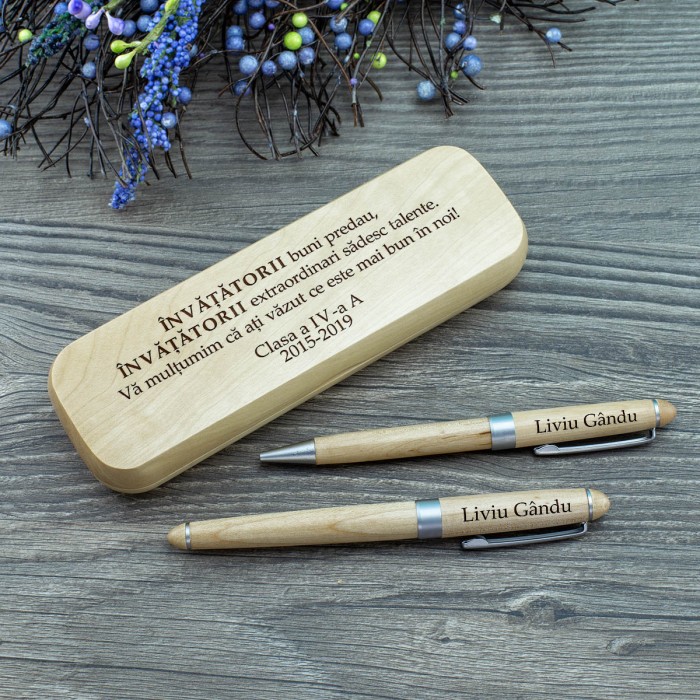 ÎNVĂȚĂTORII buni predau,
ÎNVĂȚĂTORII extraordinari sădesc talente.
Vă mulțumim că ați văzut ce este mai bun în noi!
Clasa a IV-a A
2015-2019
Liviu Gându
Liviu Gându